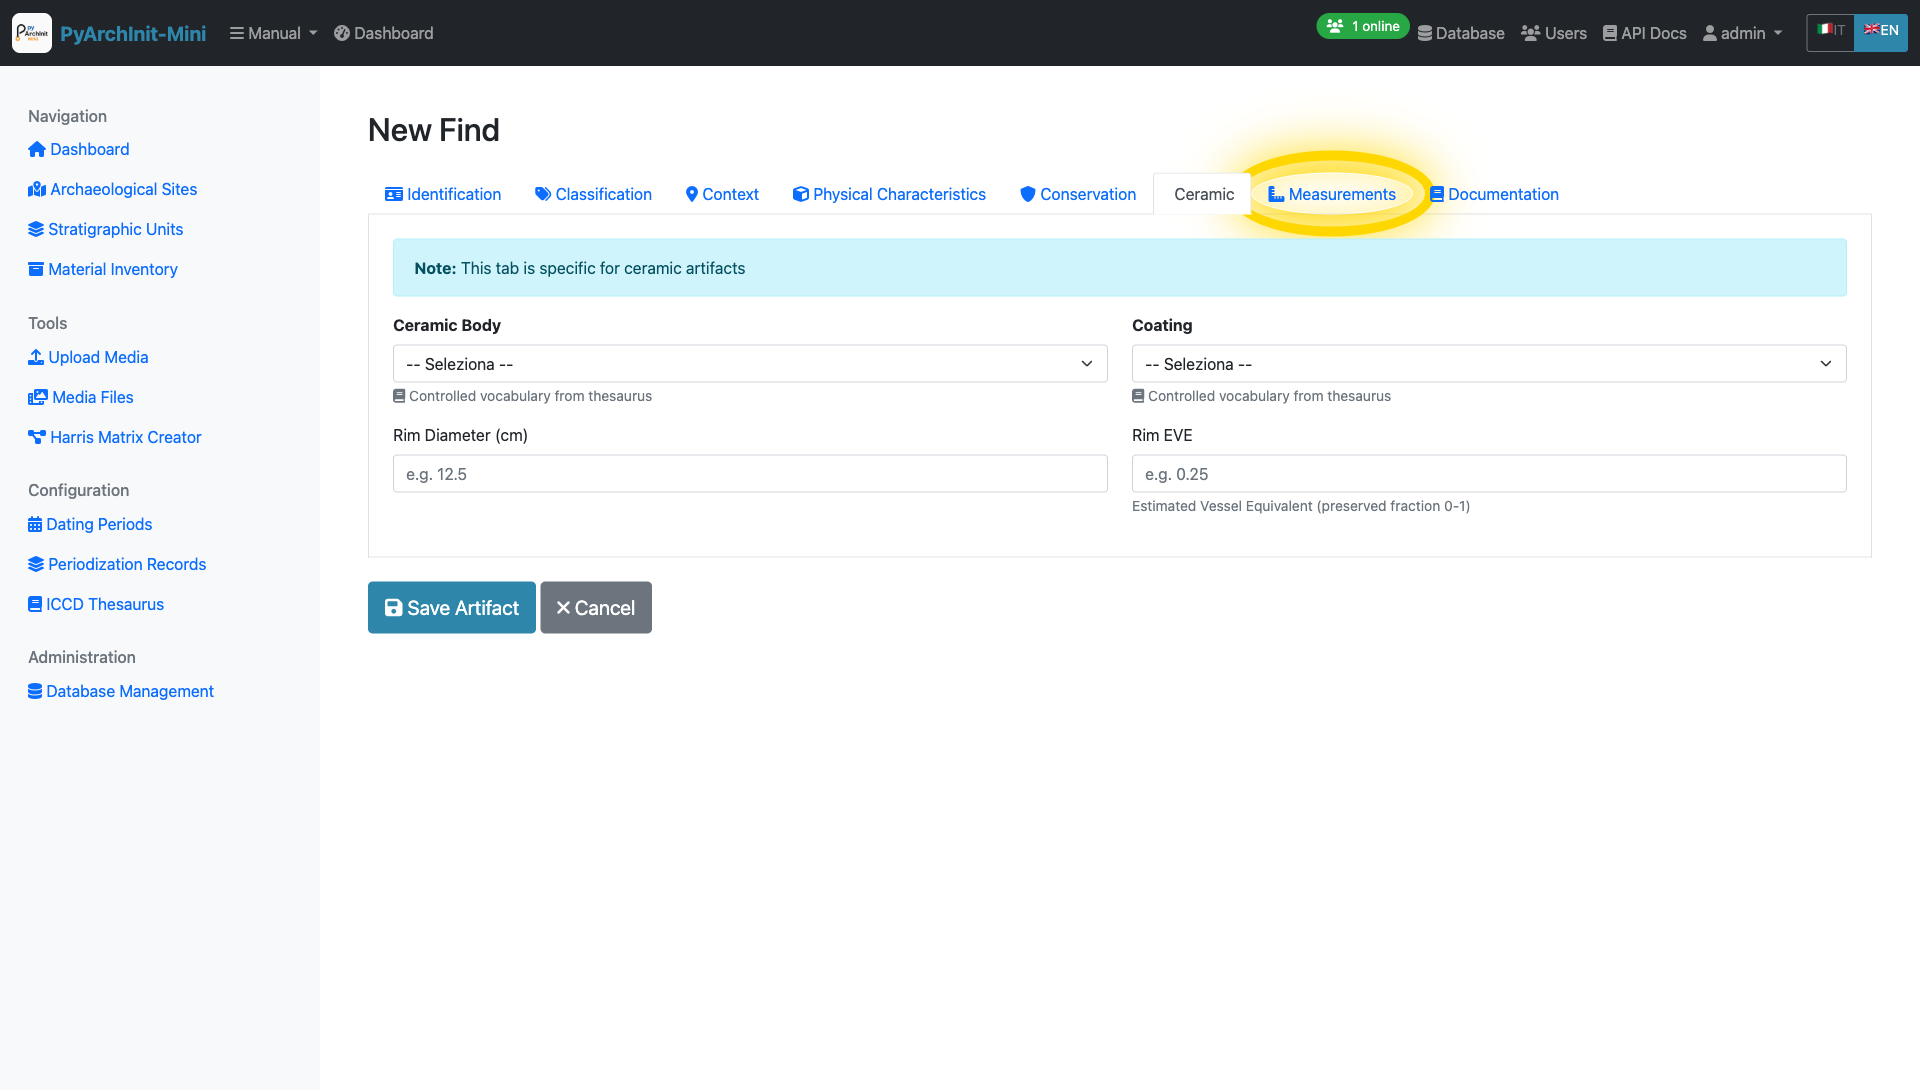 PyArchInit-Mini
Manual
Dashboard
1 online
Database
Users
API Docs
admin
IT
EN
Navigation
Dashboard
Archaeological Sites
Stratigraphic Units
Material Inventory
Tools
Upload Media
Media Files
Harris Matrix Creator
Configuration
Dating Periods
Periodization Records
ICCD Thesaurus
Administration
Database Management
New Find
Identification
Classification
Context
Physical Characteristics
Conservation
Ceramic
Measurements
Documentation
Note: This tab is specific for ceramic artifacts
Ceramic Body
-- Seleziona --
Controlled vocabulary from thesaurus
Coating
-- Seleziona --
Controlled vocabulary from thesaurus
Rim Diameter (cm)
e.g. 12.5
Rim EVE
e.g. 0.25
Estimated Vessel Equivalent (preserved fraction 0-1)
Save Artifact
Cancel